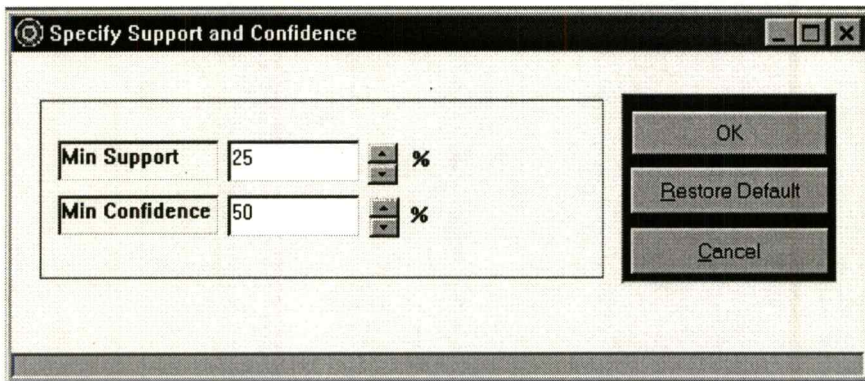 Specify Support and Confidence
Min Support 25 %
Min Confidence 50 %
OK
Restore Default
Cancel